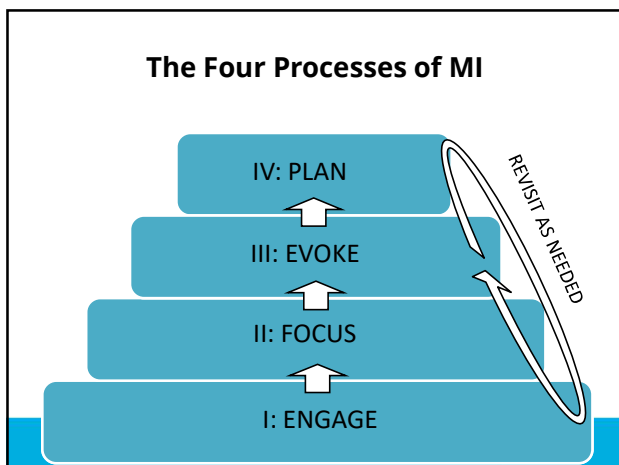 The Four Processes of MI
IV: PLAN
REVISIT AS NEEDED
III: EVOKE
II: FOCUS
I: ENGAGE